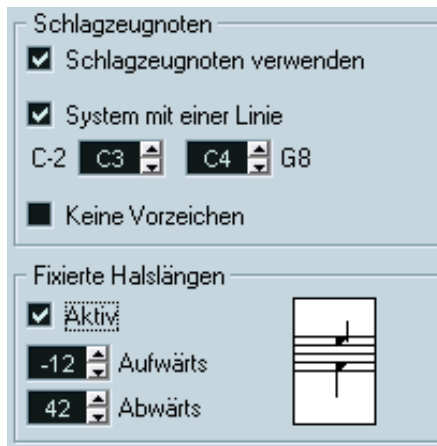 Schlagzeugnoten
Schlagzeugnoten verwenden
System mit einer Linie
C-2 C3 C4 G8
Keine Vorzeichen
Fixierte Halslängen
Aktiv
-12 Aufwärts
42 Abwärts